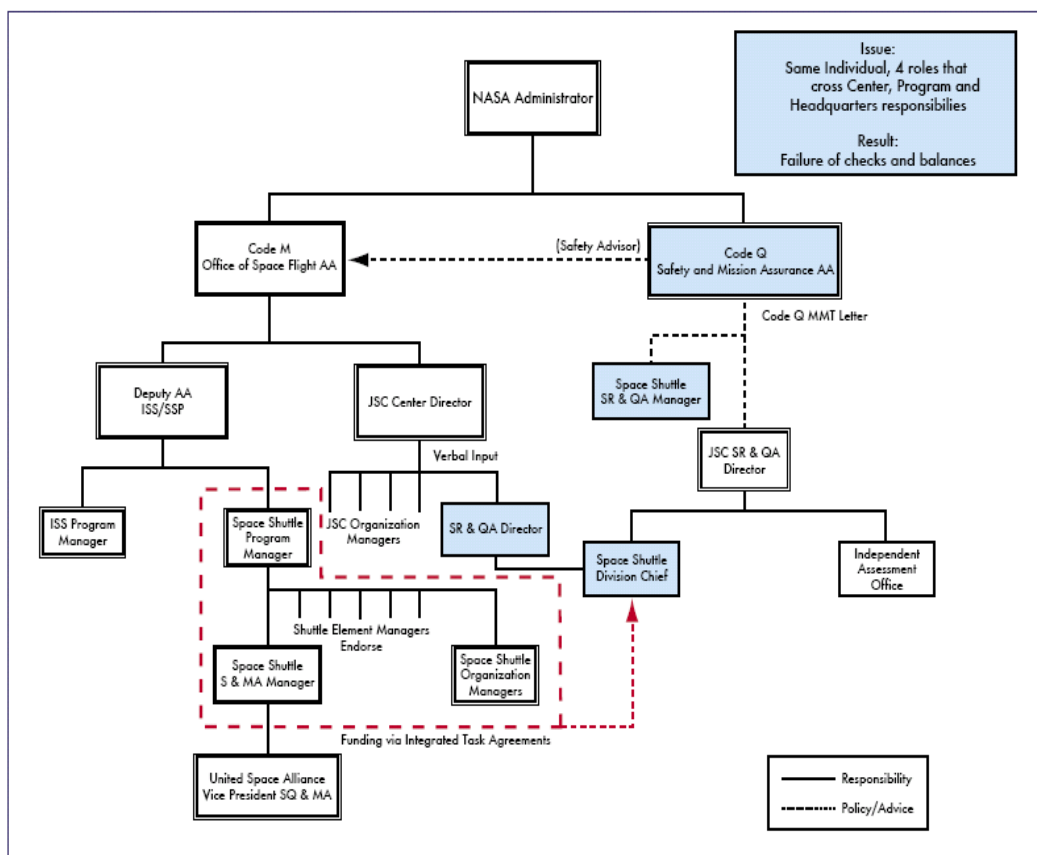 Issue:
Same Individual, 4 roles that
cross Center, Program and
Headquarters responsibilies
Result:
Failure of checks and balances
NASA Administrator
Code M
Office of Space Flight AA
(Safety Advisor)
Code Q
Safety and Mission Assurance AA
Code Q MMT Letter
Deputy AA
ISS/SSP
JSC Center Director
Space Shuttle
SR & QA Manager
JSC SR & QA
Director
Verbal Input
ISS Program
Manager
Space Shuttle
Program
Manager
JSC Organization
Managers
SR & QA Director
Space Shuttle
Division Chief
Independent
Assessment
Office
Shuttle Element Managers
Endorse
Space Shuttle
S & MA Manager
Space Shuttle
Organization
Managers
Funding via Integrated Task Agreements
United Space Alliance
Vice President SQ & MA
Responsibility
Policy/Advice